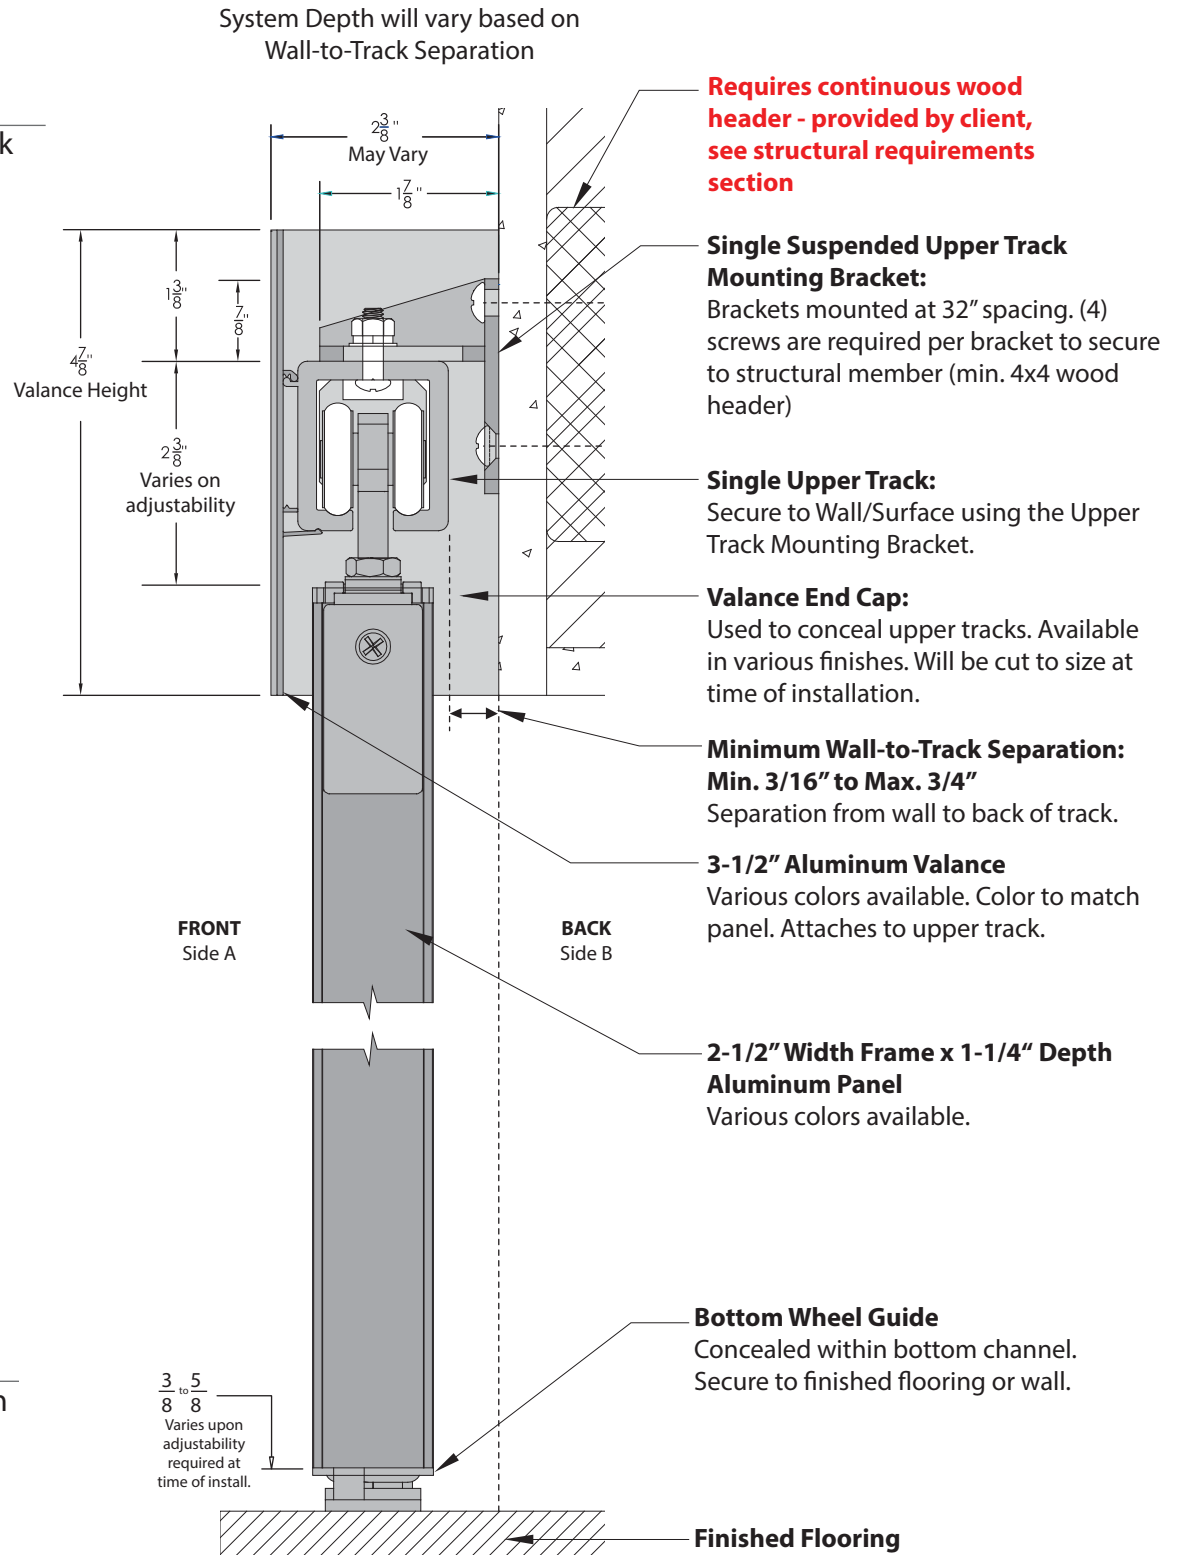 System Depth will vary based on
Wall-to-Track Separation
k
2 3/8"
May Vary
1 7/8"
1 3/8"
7/8"
4 7/8"
Valance Height
2 3/8"
Varies on
adjustability
Requires continuous wood
header - provided by client,
see structural requirements
section
Single Suspended Upper Track
Mounting Bracket:
Brackets mounted at 32” spacing. (4)
screws are required per bracket to secure
to structural member (min. 4x4 wood
header)
Single Upper Track:
Secure to Wall/Surface using the Upper
Track Mounting Bracket.
Valance End Cap:
Used to conceal upper tracks. Available
in various finishes. Will be cut to size at
time of installation.
Minimum Wall-to-Track Separation:
Min. 3/16” to Max. 3/4”
Separation from wall to back of track.
3-1/2” Aluminum Valance
Various colors available. Color to match
panel. Attaches to upper track.
FRONT
Side A
BACK
Side B
2-1/2” Width Frame x 1-1/4“ Depth
Aluminum Panel
Various colors available.
Bottom Wheel Guide
Concealed within bottom channel.
Secure to finished flooring or wall.
3/8 to 5/8
Varies upon
adjustability
required at
time of install.
Finished Flooring